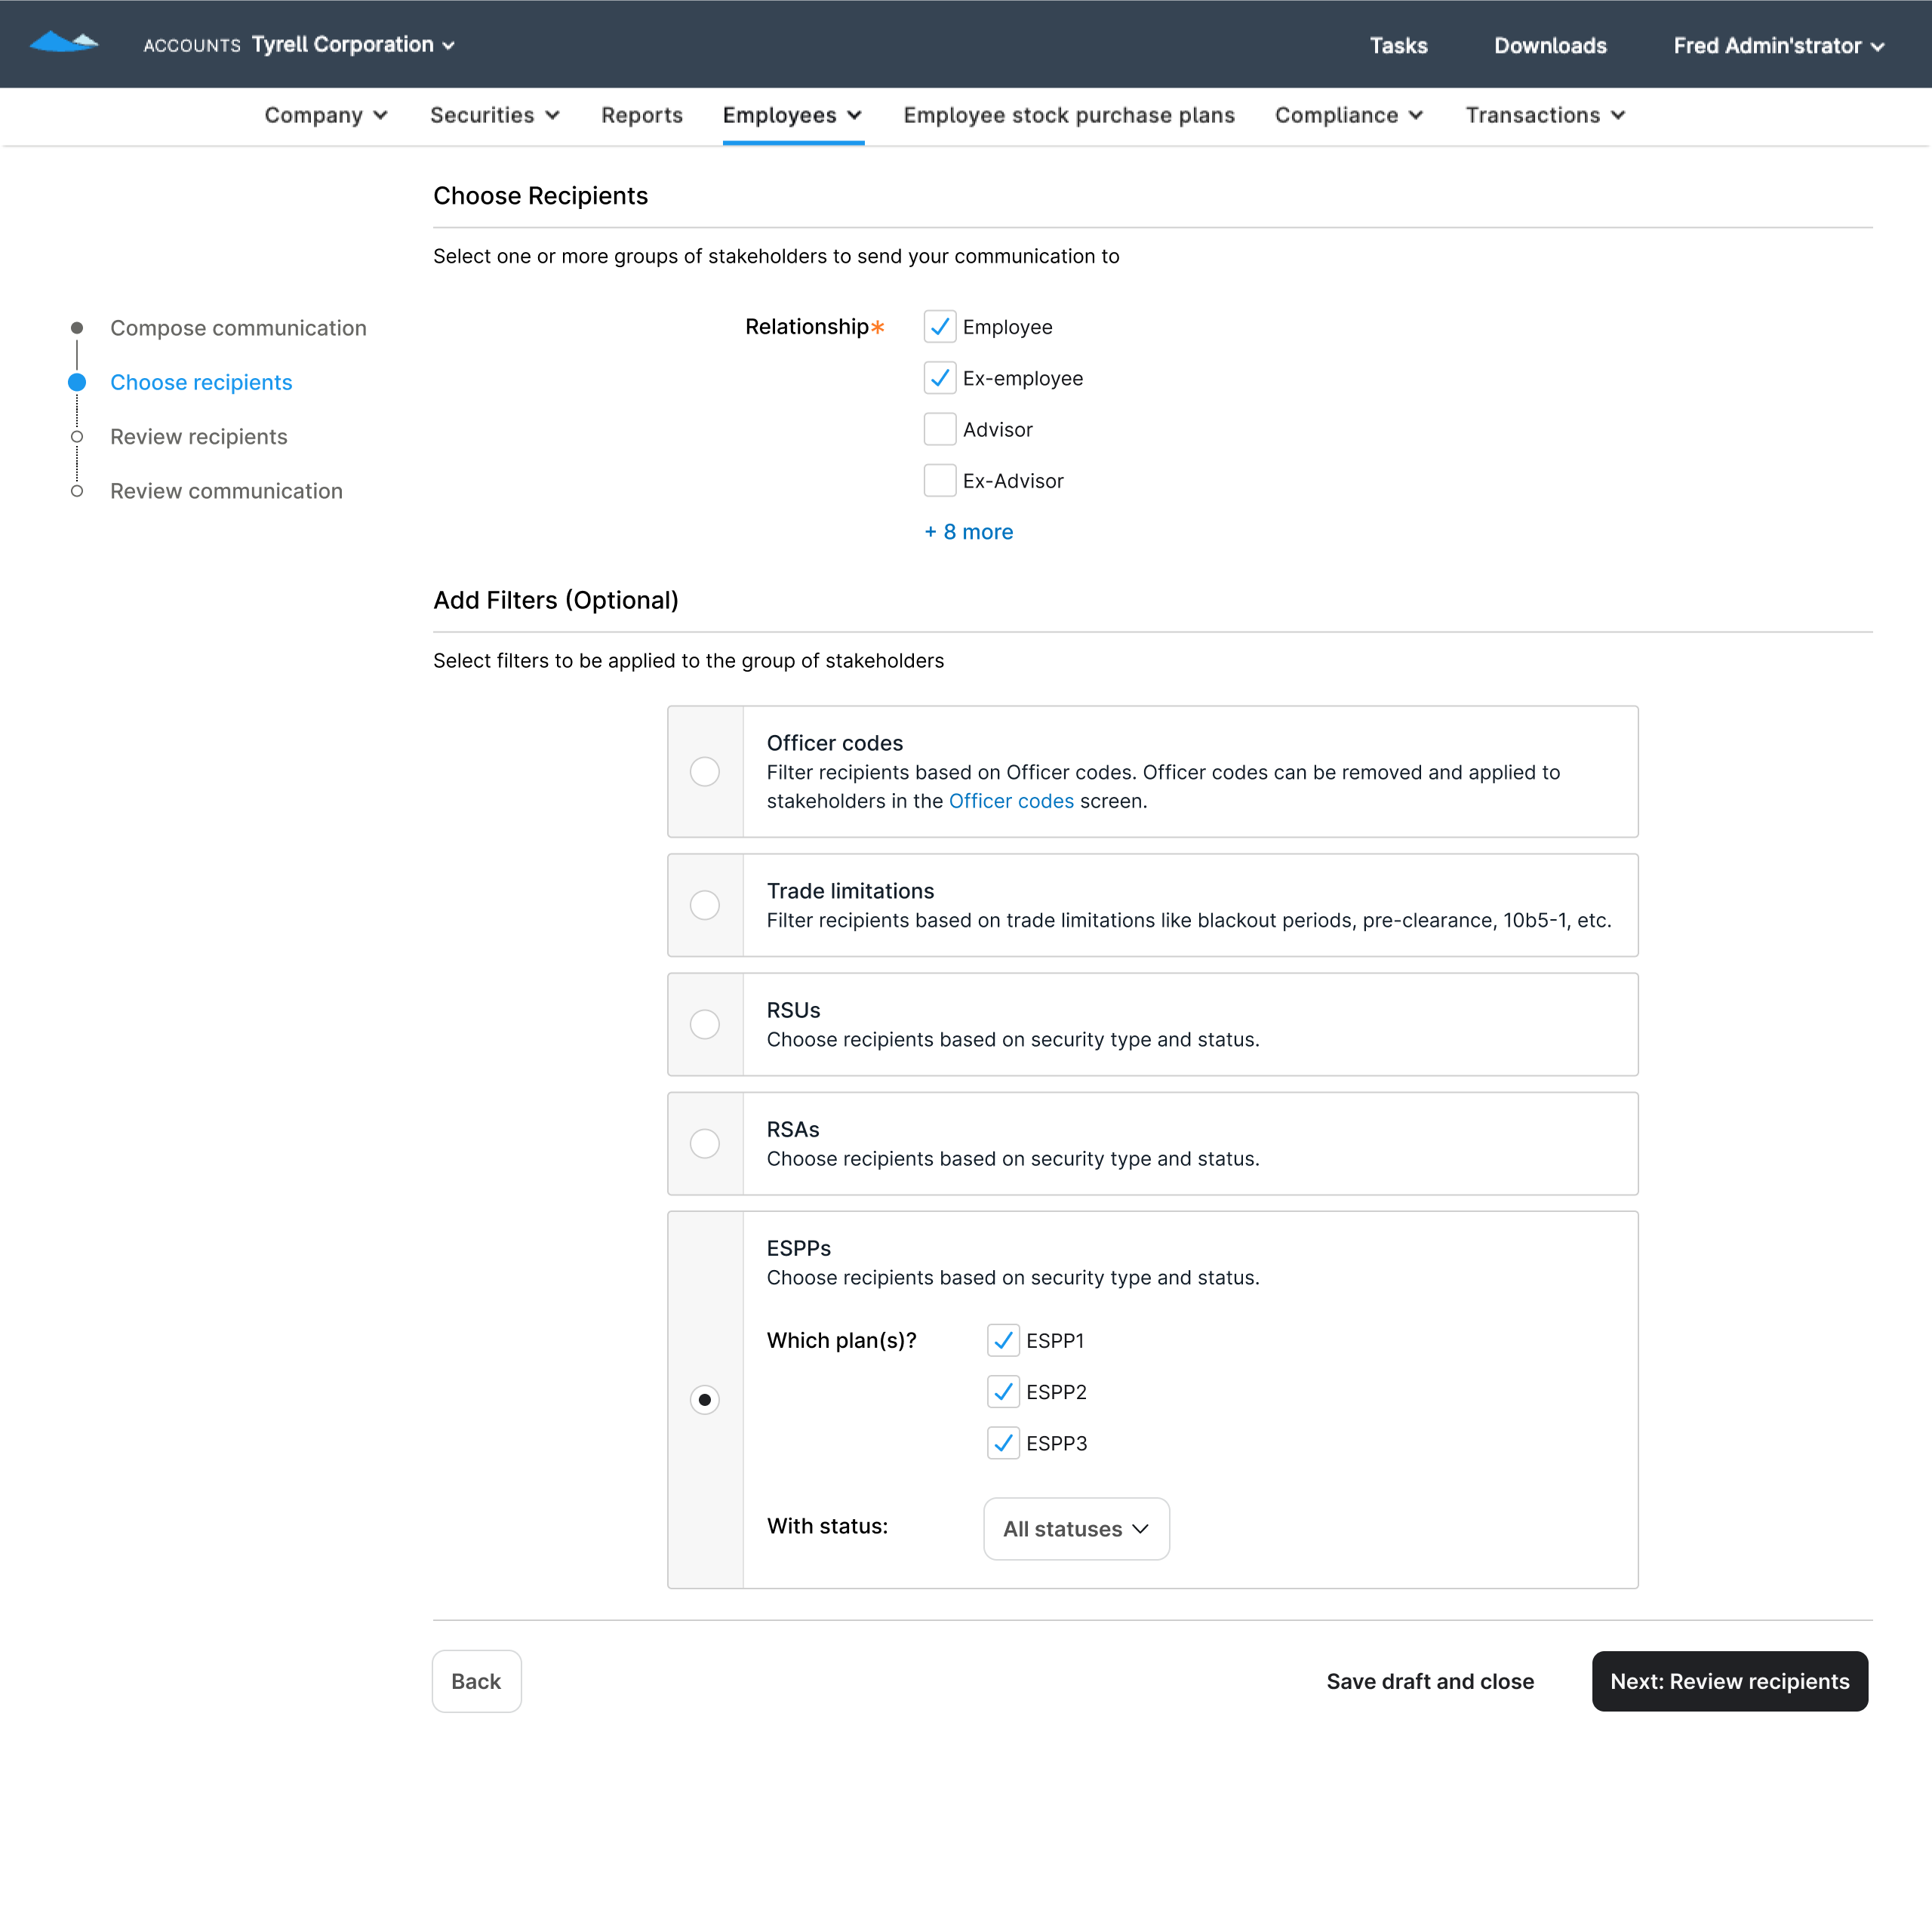 ACCOUNTS Tyrell Corporation
Tasks
Downloads
Fred Admin'strator
Company
Securities
Reports
Employees
Employee stock purchase plans
Compliance
Transactions
Choose Recipients
Select one or more groups of stakeholders to send your communication to
Compose communication
Choose recipients
Review recipients
Review communication
Relationship*
Employee
Ex-employee
Advisor
Ex-Advisor
+ 8 more
Add Filters (Optional)
Select filters to be applied to the group of stakeholders
Officer codes
Filter recipients based on Officer codes. Officer codes can be removed and applied to
stakeholders in the Officer codes screen.
Trade limitations
Filter recipients based on trade limitations like blackout periods, pre-clearance, 10b5-1, etc.
RSUs
Choose recipients based on security type and status.
RSAs
Choose recipients based on security type and status.
ESPPs
Choose recipients based on security type and status.
Which plan(s)?
ESPP1
ESPP2
ESPP3
With status:
All statuses
Back
Save draft and close
Next: Review recipients